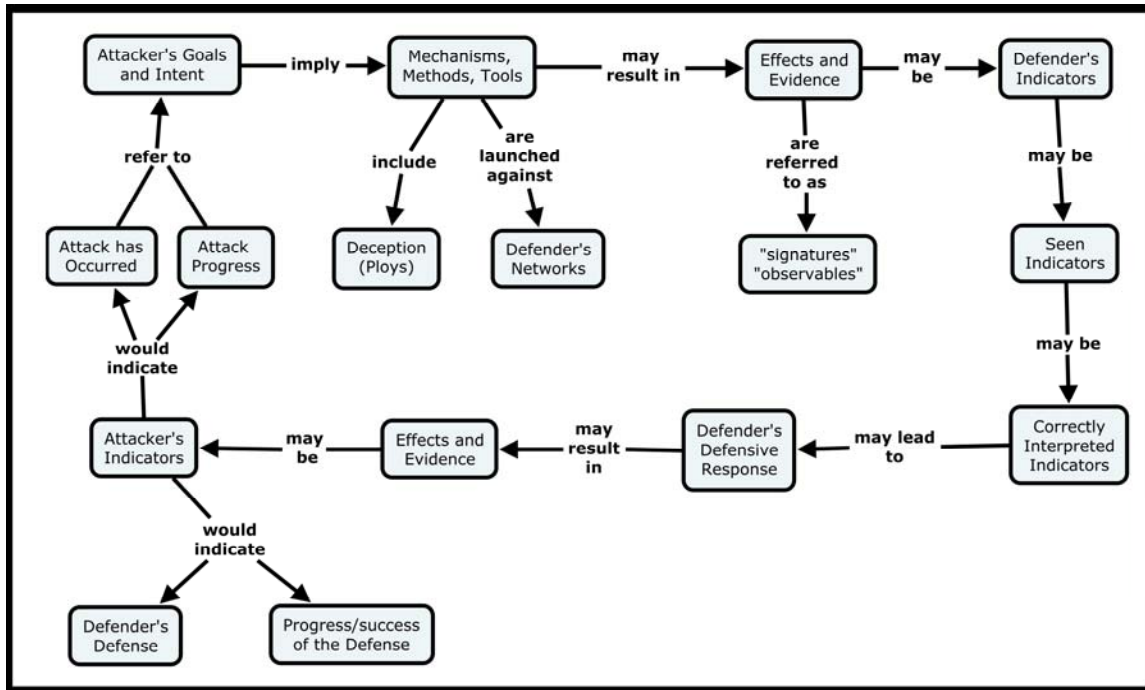 Attacker's Goals
and Intent
imply
Mechanisms,
Methods, Tools
may
result in
Effects and
Evidence
may
be
Defender's
Indicators
refer to
include
are
launched
against
are
referred
to as
may be
Attack has
Occurred
Attack
Progress
Deception
(Ploys)
Defender's
Networks
"signatures"
"observables"
Seen
Indicators
would
indicate
may be
Attacker's
Indicators
may
be
Effects and
Evidence
may
result
in
Defender's
Defensive
Response
may lead
to
Correctly
Interpreted
Indicators
would
indicate
Defender's
Defense
Progress/success
of the Defense